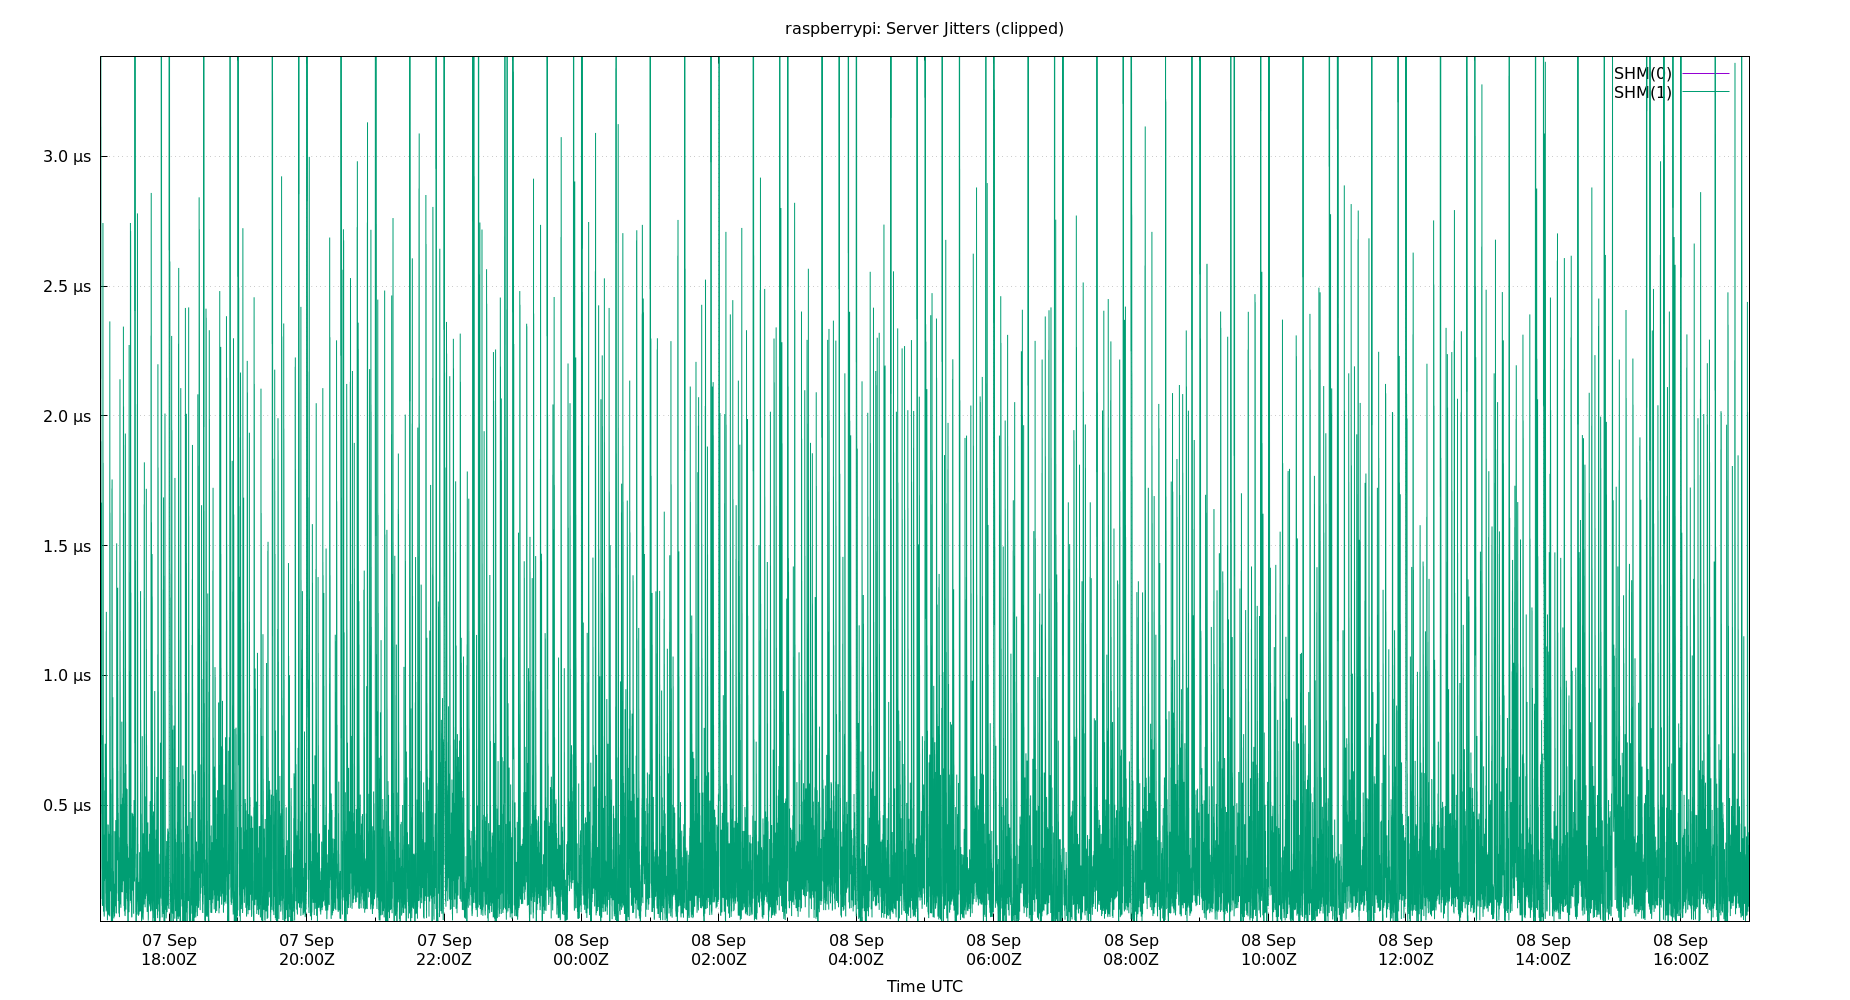 raspberrypi: Server Jitters (clipped)
SHM(0)
SHM(1)
3.0 µs
2.5 µs
2.0 µs
1.5 µs
1.0 µs
0.5 µs
07 Sep 07 Sep 07 Sep 08 Sep 08 Sep 08 Sep 08 Sep 08 Sep 08 Sep 08 Sep 08 Sep 08 Sep
18:00Z 20:00Z 22:00Z 00:00Z 02:00Z 04:00Z 06:00Z 08:00Z 10:00Z 12:00Z 14:00Z 16:00Z
Time UTC